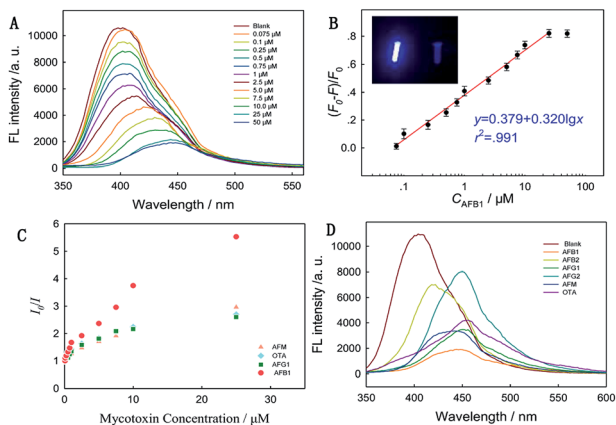 A
FL intensity /a. u.
10000
8000
6000
4000
2000
0
350
400
450
500
550
Wavelength / nm
Blank
0.075 μM
0.1 μM
0.25 μM
0.5 μM
0.75 μM
1 μM
2.5 μM
5.0 μM
7.5 μM
10.0 μM
25 μM
50 μM
B
(F0-F)/F0
.8
.4
0.0
.1
1
10
CAFB1 / μM
y=0.379+0.320lgx
r²=.991
C
I0/I
6
5
4
3
2
1
0
0
5
10
15
20
25
30
Mycotoxin Concentration / μM
AFM
OTA
AFG1
AFB1
D
FL intensity /a. u.
10000
8000
6000
4000
2000
0
350
400
450
500
550
600
Wavelength / nm
Blank
AFB1
AFB2
AFG1
AFG2
AFM
OTA